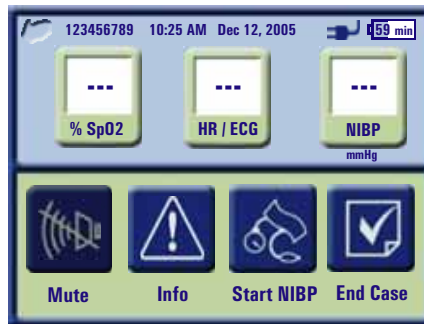 123456789 10:25 AM Dec 12, 2005 59 min
--- --- ---
% SpO2 HR / ECG NIBP
mmHg
Mute Info Start NIBP End Case